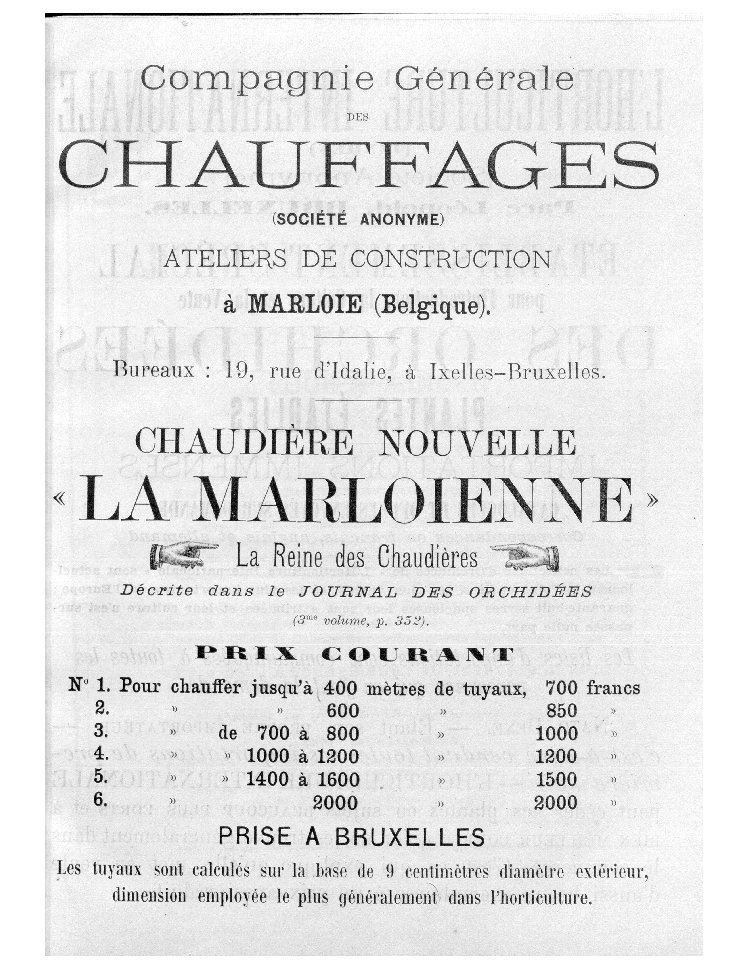 Compagnie Générale
DES
CHAUFFAGES
(SOCIÉTÉ ANONYME)
ATELIERS DE CONSTRUCTION
à MARLOIE (Belgique).
Bureaux : 19, rue d'Idalie, à Ixelles-Bruxelles.
CHAUDIÈRE NOUVELLE
« LA MARLOIENNE »
La Reine des Chaudières
Décrite dans le JOURNAL DES ORCHIDÉES
(3me volume, p. 352).
PRIX COURANT
No 1. Pour chauffer jusqu'à 400 mètres de tuyaux, 700 francs
2. » » 600 » 850 »
3. » de 700 à 800 » 1000 »
4. » » 1000 à 1200 » 1200 »
5. » » 1400 à 1600 » 1500 »
6. » 2000 » 2000 »
PRISE A BRUXELLES
Les tuyaux sont calculés sur la base de 9 centimètres diamètre extérieur,
dimension employée le plus généralement dans l'horticulture.